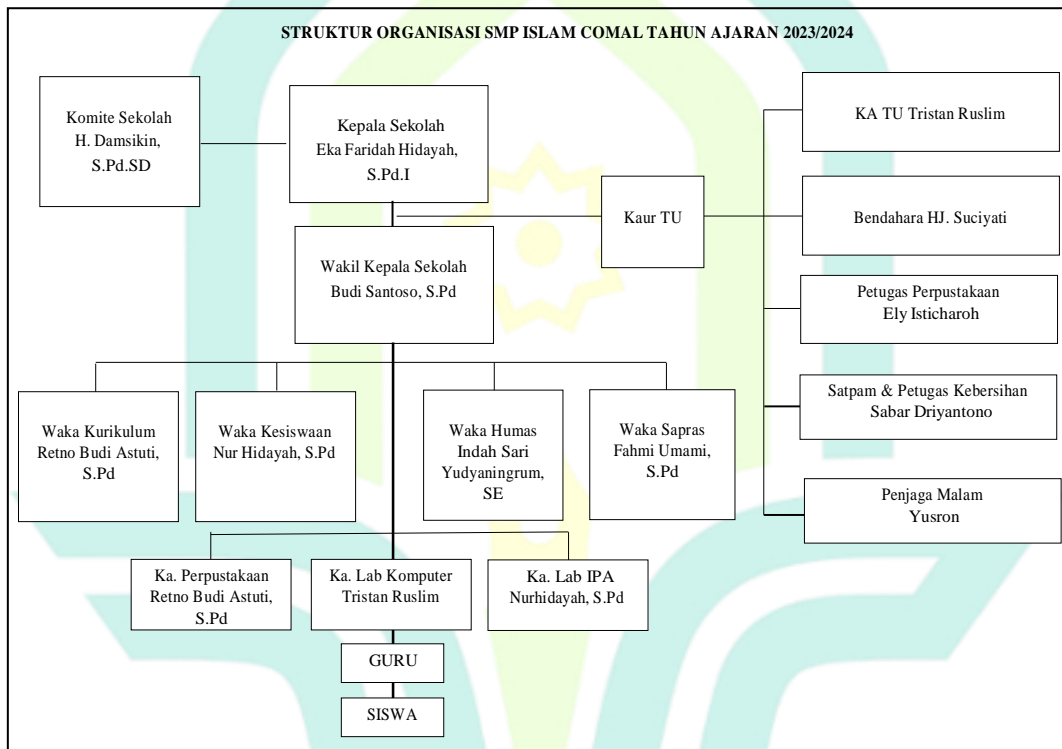 STRUKTUR ORGANISASI SMP ISLAM COMAL TAHUN AJARAN 2023/2024
Komite Sekolah
H. Damsikin,
S.Pd.SD
Kepala Sekolah
Eka Faridah Hidayah,
S.Pd.I
KA TU Tristan Ruslim
Kaur TU
Bendahara HJ. Suciyati
Wakil Kepala Sekolah
Budi Santoso, S.Pd
Petugas Perpustakaan
Ely Isticharoh
Satpam & Petugas Kebersihan
Sabar Driyantono
Waka Kurikulum
Retno Budi Astuti,
S.Pd
Waka Kesiswaan
Nur Hidayah, S.Pd
Waka Humas
Indah Sari
Yudyaningrum,
SE
Waka Sapras
Fahmi Umami,
S.Pd
Penjaga Malam
Yusron
Ka. Perpustakaan
Retno Budi Astuti,
S.Pd
Ka. Lab Komputer
Tristan Ruslim
Ka. Lab IPA
Nurhidayah, S.Pd
GURU
SISWA